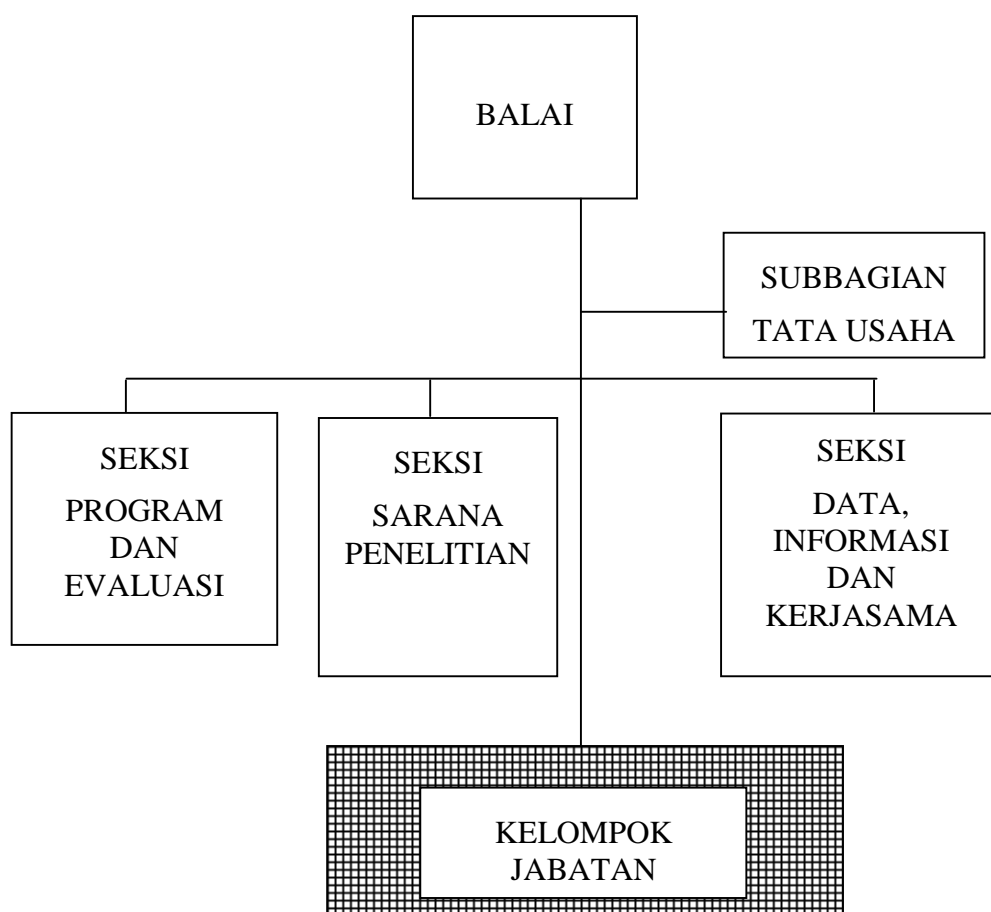 BALAI
SUBBAGIAN
TATA USAHA
SEKSI
PROGRAM
DAN
EVALUASI
SEKSI
SARANA
PENELITIAN
SEKSI
DATA,
INFORMASI
DAN
KERJASAMA
KELOMPOK
JABATAN